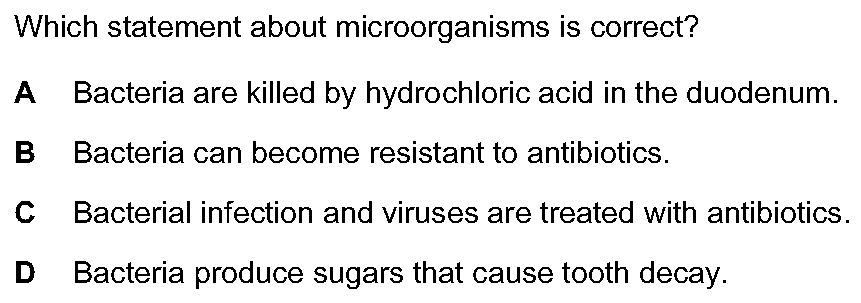 Which statement about microorganisms is correct?
A Bacteria are killed by hydrochloric acid in the duodenum.
B Bacteria can become resistant to antibiotics.
C Bacterial infection and viruses are treated with antibiotics.
D Bacteria produce sugars that cause tooth decay.